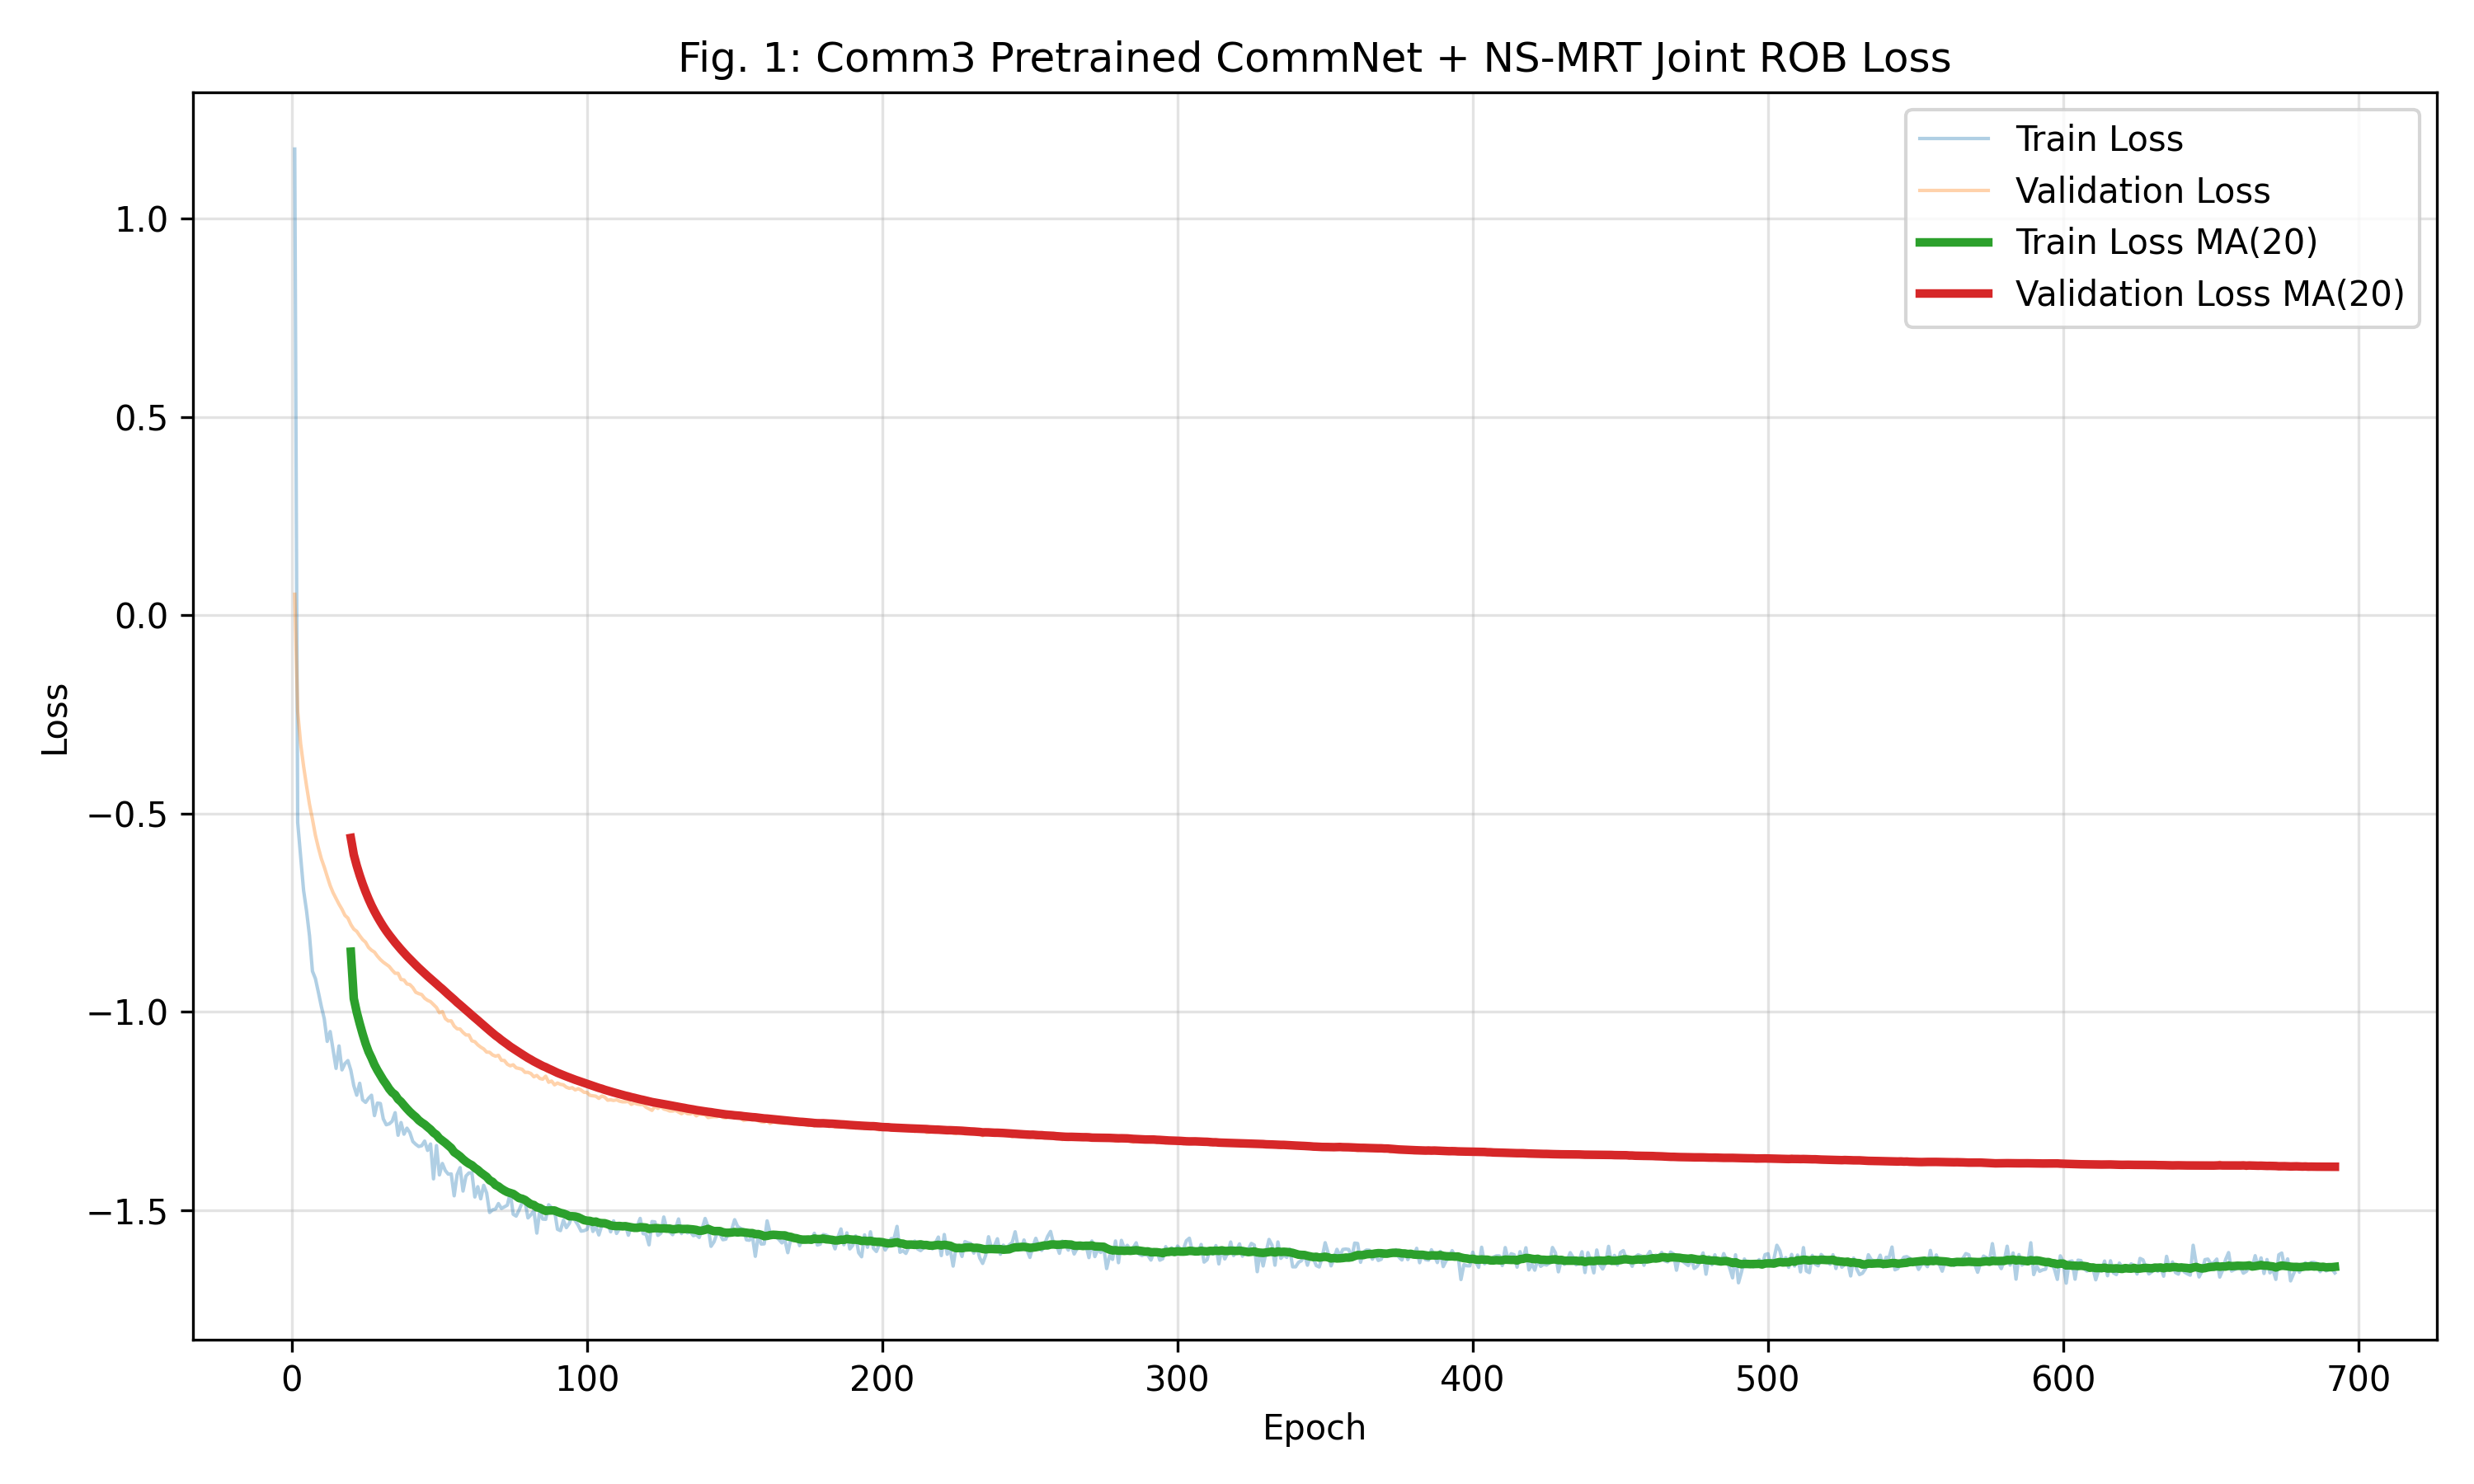 Fig. 1: Comm3 Pretrained CommNet + NS-MRT Joint ROB Loss
Train Loss
Validation Loss
Train Loss MA(20)
Validation Loss MA(20)
1.0
0.5
0.0
−0.5
−1.0
−1.5
Loss
0 100 200 300 400 500 600 700
Epoch